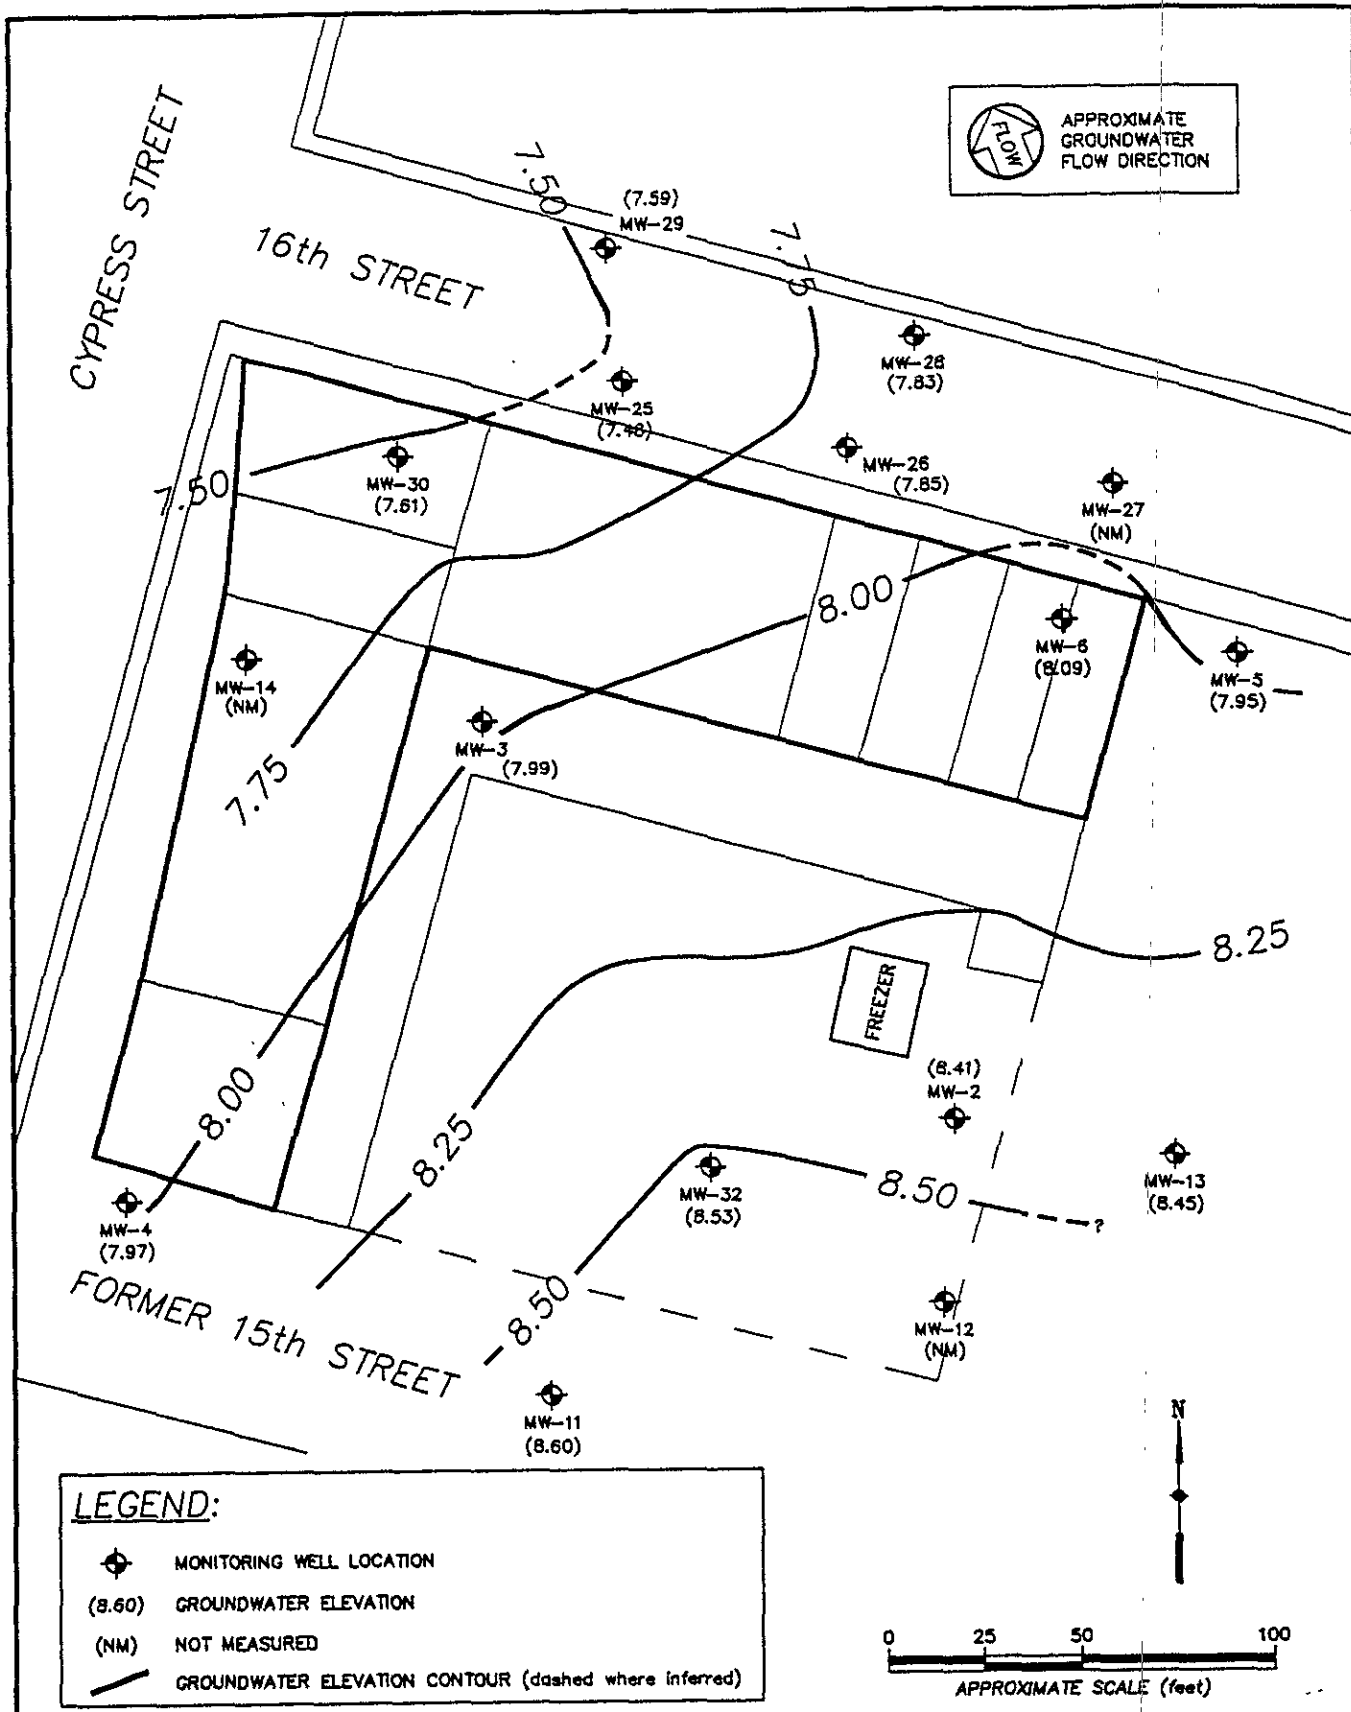 CYPRESS STREET
16th STREET
7.50
(7.59)
MW-29
7.75
FLOW
APPROXIMATE
GROUNDWATER
FLOW DIRECTION
MW-28
(7.83)
MW-25
(7.48)
MW-26
(7.85)
MW-27
(NM)
MW-30
(7.61)
7.50
8.00
MW-6
(8.09)
MW-5
(7.95)
MW-14
(NM)
MW-3
(7.99)
7.75
8.25
FREEZER
(8.41)
MW-2
8.00
8.25
MW-32
(8.53)
8.50
?
MW-13
(8.45)
MW-4
(7.97)
FORMER 15th STREET
8.50
MW-12
(NM)
MW-11
(8.60)
N
LEGEND:
MONITORING WELL LOCATION
(8.60) GROUNDWATER ELEVATION
(NM) NOT MEASURED
GROUNDWATER ELEVATION CONTOUR (dashed where inferred)
0 25 50 100
APPROXIMATE SCALE (feet)